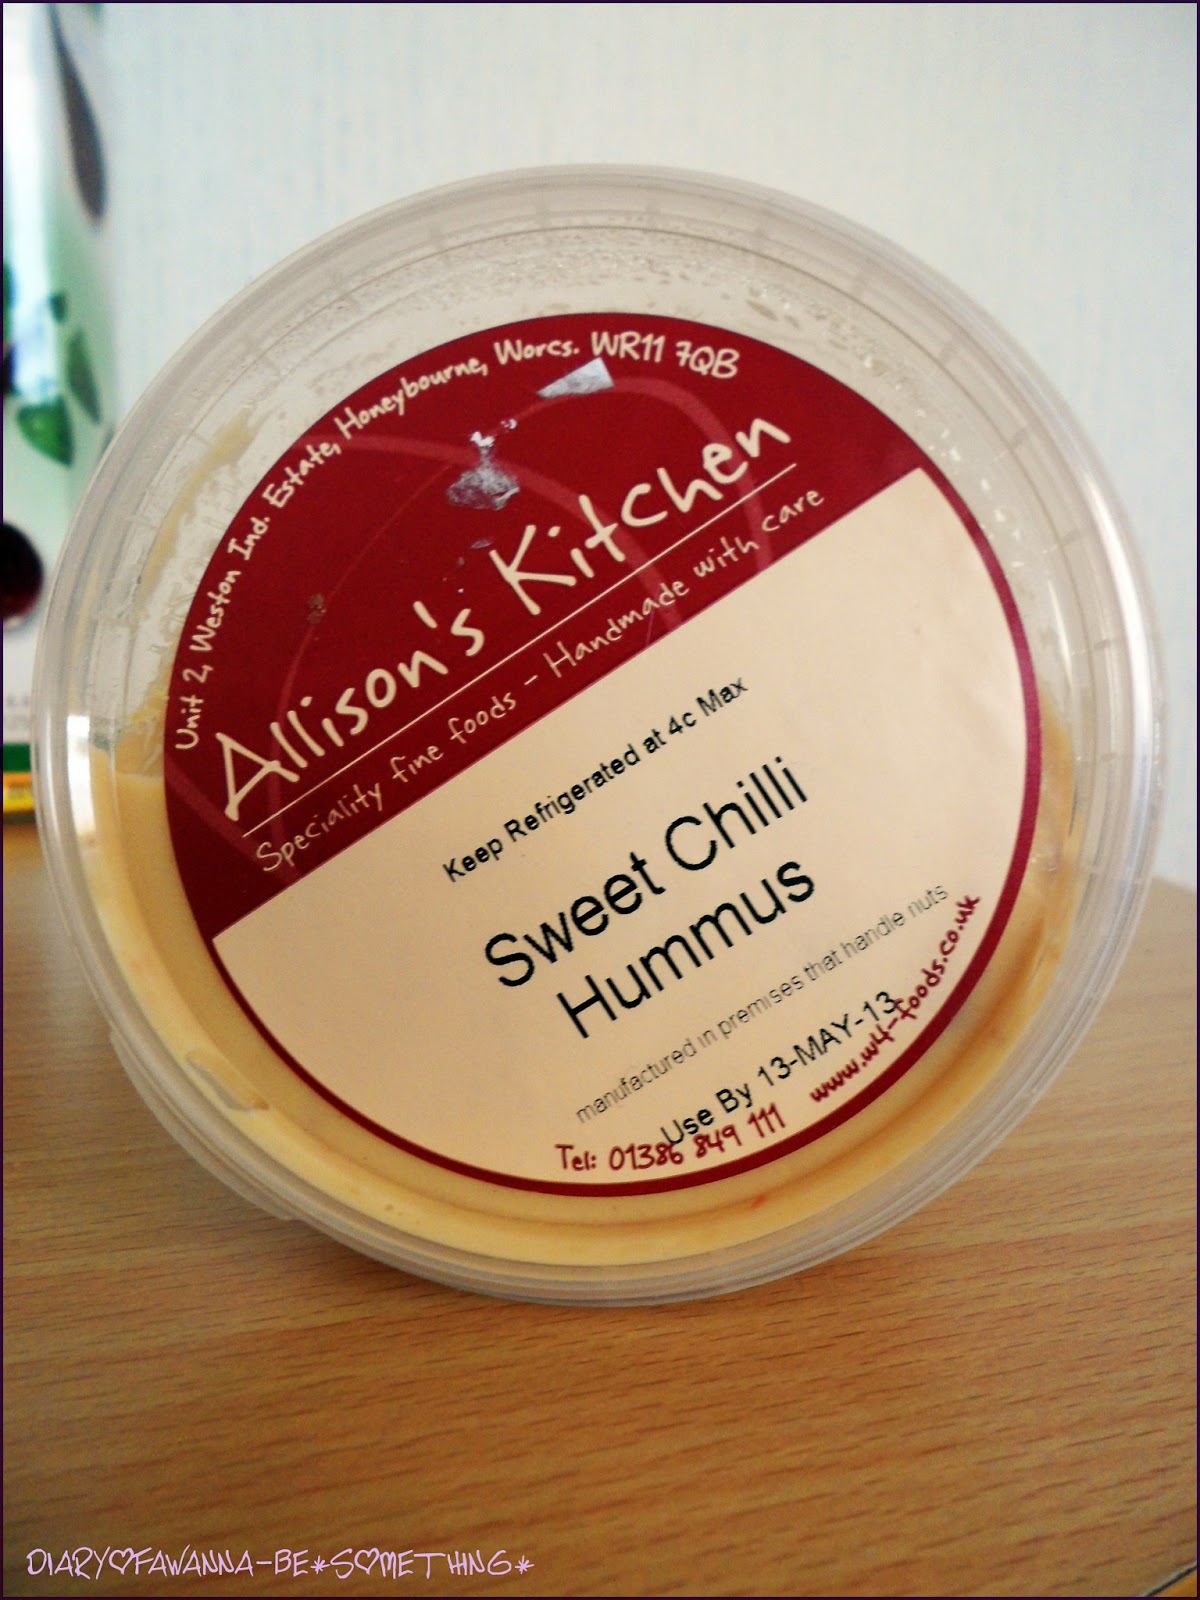 Unit 2, Weston Ind. Estate, Honeybourne, Worcs. WR11 7QB
Allison's Kitchen
Speciality fine foods - Handmade with care
Keep Refrigerated at 4c Max
Sweet Chilli
Hummus
manufactured in premises that handle nuts
Use By 13-MAY-13
Tel: 01386 849 111
www.w4-foods.co.uk
DIARY♡FAWANNA-BE*S♡METHING*